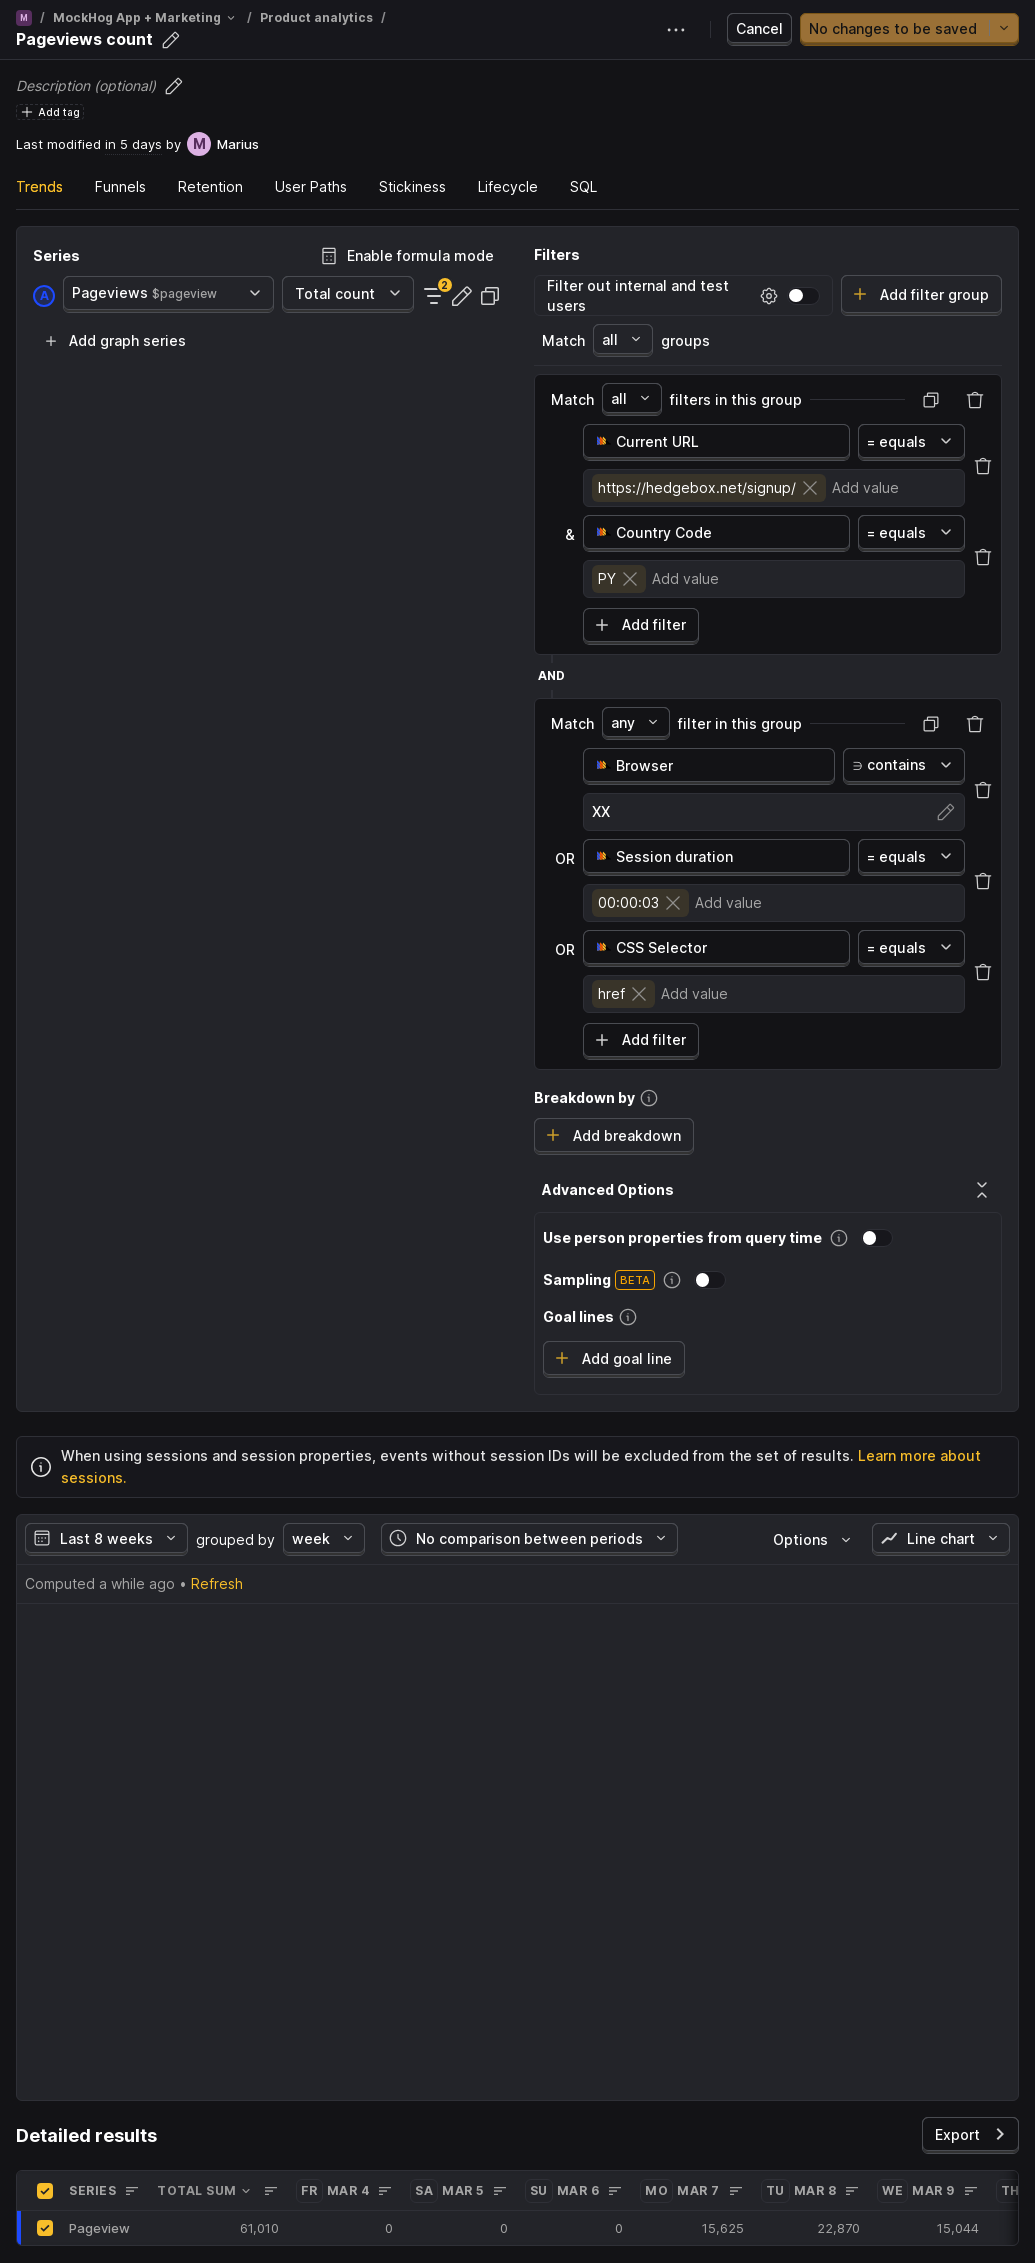 M / MockHog App + Marketing / Product analytics /
Pageviews count
Cancel
No changes to be saved
Description (optional)
Add tag
Last modified in 5 days by M Marius
Trends Funnels Retention User Paths Stickiness Lifecycle SQL
Series
Enable formula mode
A Pageviews $pageview
Total count
2
Add graph series
Filters
Filter out internal and test
users
Add filter group
Match all groups
Match all filters in this group
Current URL
= equals
https://hedgebox.net/signup/ Add value
& Country Code
= equals
PY Add value
Add filter
AND
Match any filter in this group
Browser
∋ contains
XX
OR Session duration
= equals
00:00:03 Add value
OR CSS Selector
= equals
href Add value
Add filter
Breakdown by
Add breakdown
Advanced Options
Use person properties from query time
Sampling BETA
Goal lines
Add goal line
When using sessions and session properties, events without session IDs will be excluded from the set of results. Learn more about
sessions.
Last 8 weeks grouped by week No comparison between periods Options Line chart
Computed a while ago • Refresh
Detailed results
Export
SERIES TOTAL SUM FR MAR 4 SA MAR 5 SU MAR 6 MO MAR 7 TU MAR 8 WE MAR 9 TH
Pageview 61,010 0 0 0 15,625 22,870 15,044